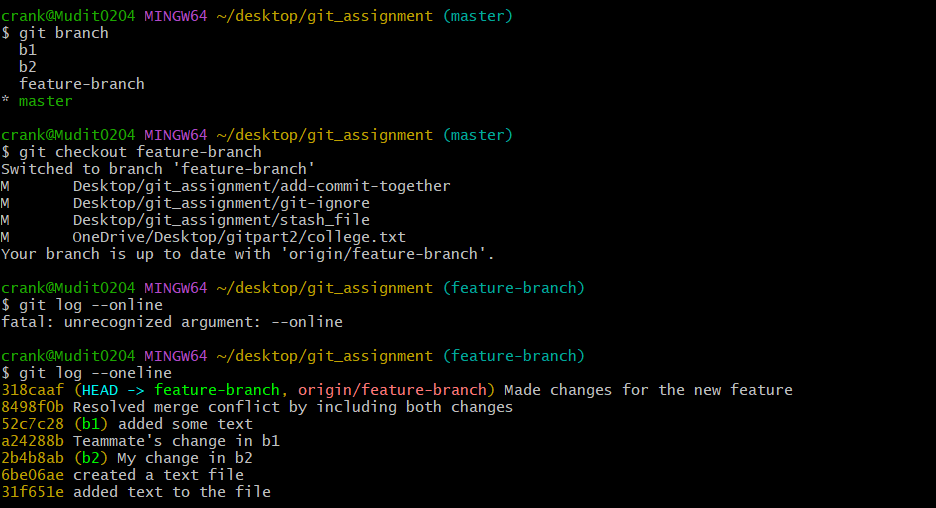 crank@Mudit0204 MINGW64 ~/desktop/git_assignment (master)
$ git branch
  b1
  b2
  feature-branch
* master

crank@Mudit0204 MINGW64 ~/desktop/git_assignment (master)
$ git checkout feature-branch
Switched to branch 'feature-branch'
M       Desktop/git_assignment/add-commit-together
M       Desktop/git_assignment/git-ignore
M       Desktop/git_assignment/stash_file
M       OneDrive/Desktop/gitpart2/college.txt
Your branch is up to date with 'origin/feature-branch'.

crank@Mudit0204 MINGW64 ~/desktop/git_assignment (feature-branch)
$ git log --online
fatal: unrecognized argument: --online

crank@Mudit0204 MINGW64 ~/desktop/git_assignment (feature-branch)
$ git log --oneline
318caaf (HEAD -> feature-branch, origin/feature-branch) Made changes for the new feature
8498f0b Resolved merge conflict by including both changes
52c7c28 (b1) added some text
a24288b Teammate's change in b1
2b4b8ab (b2) My change in b2
6be06ae created a text file
31f651e added text to the file